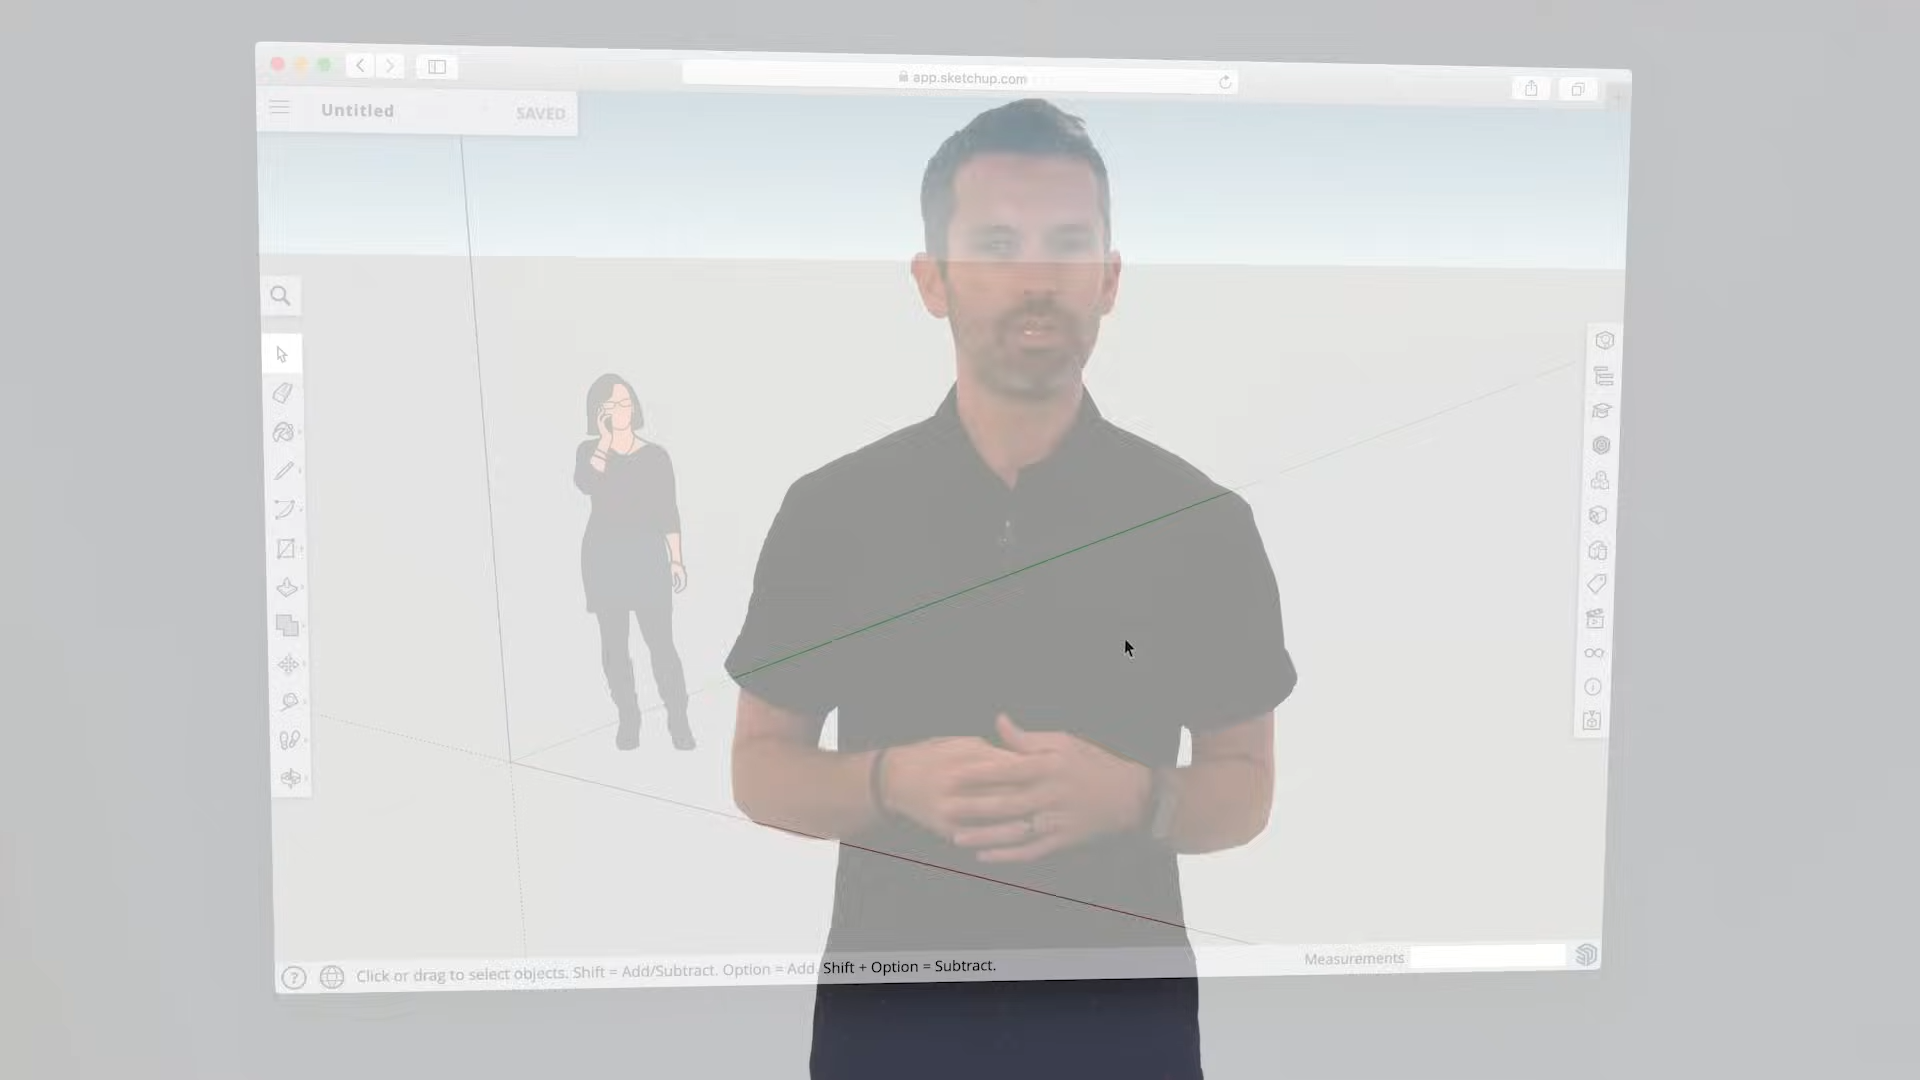 app.sketchup.com
Untitled
SAVED
Click or drag to select objects. Shift = Add/Subtract. Option = Add. Shift + Option = Subtract.
Measurements